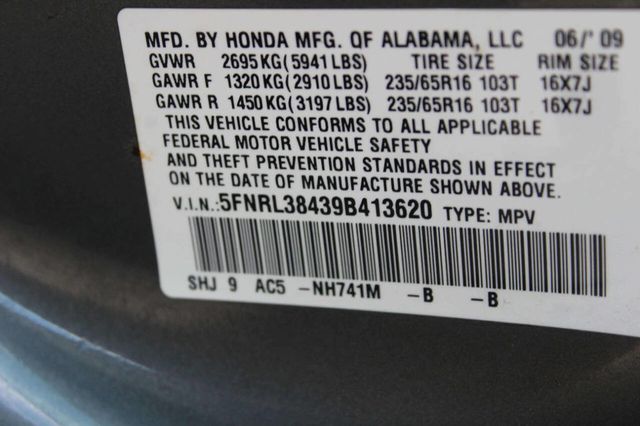 MFD. BY HONDA MFG. OF ALABAMA, LLC 06/'09
GVWR 2695 KG(5941 LBS) TIRE SIZE RIM SIZE
GAWR F 1320 KG(2910 LBS) 235/65R16 103T 16X7J
GAWR R 1450 KG(3197 LBS) 235/65R16 103T 16X7J
THIS VEHICLE CONFORMS TO ALL APPLICABLE
FEDERAL MOTOR VEHICLE SAFETY
AND THEFT PREVENTION STANDARDS IN EFFECT
ON THE DATE OF MANUFACTURE SHOWN ABOVE.
V.I.N.:5FNRL38439B413620 TYPE: MPV
SHJ 9 AC5 -NH741M -B -B